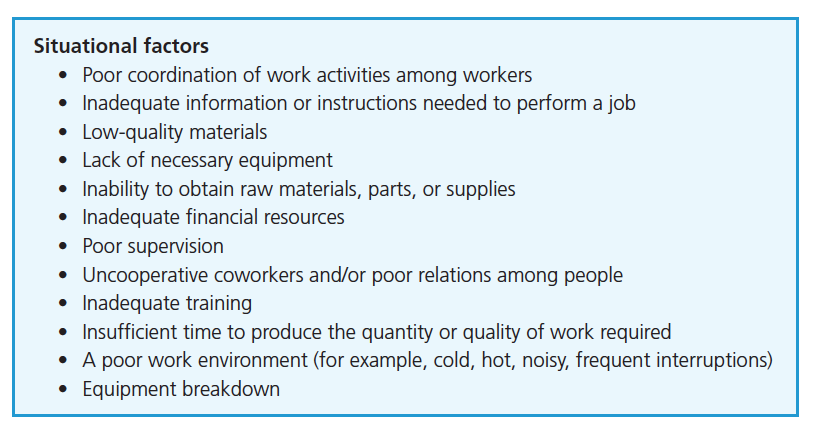 Situational factors
• Poor coordination of work activities among workers
• Inadequate information or instructions needed to perform a job
• Low-quality materials
• Lack of necessary equipment
• Inability to obtain raw materials, parts, or supplies
• Inadequate financial resources
• Poor supervision
• Uncooperative coworkers and/or poor relations among people
• Inadequate training
• Insufficient time to produce the quantity or quality of work required
• A poor work environment (for example, cold, hot, noisy, frequent interruptions)
• Equipment breakdown